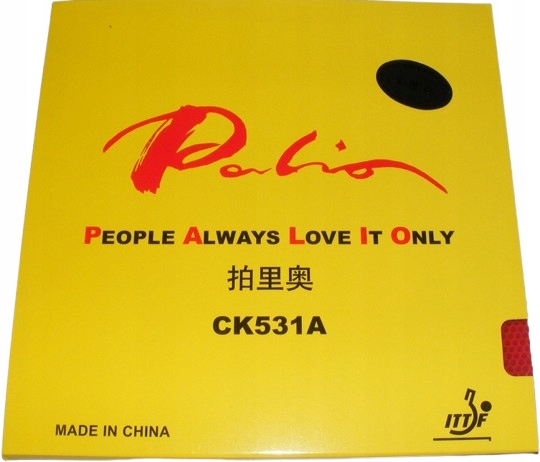 Palio
PEOPLE ALWAYS LOVE IT ONLY
拍里奥
CK531A
MADE IN CHINA
ITTF